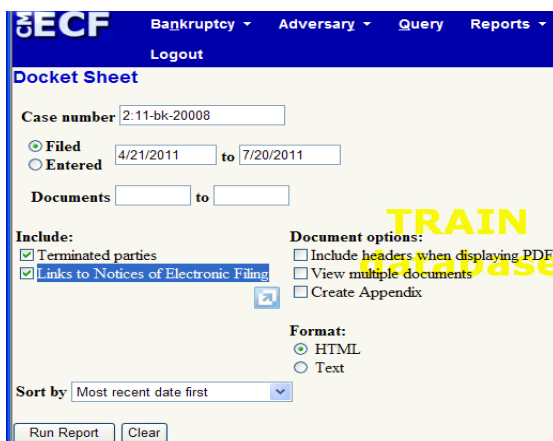 CM ECF Bankruptcy Adversary Query Reports
Logout
Docket Sheet
Case number 2:11-bk-20008
Filed
Entered
4/21/2011 to 7/20/2011
Documents to
TRAIN
database
Include:
Terminated parties
Links to Notices of Electronic Filing
Document options:
Include headers when displaying PDF
View multiple documents
Create Appendix
Format:
HTML
Text
Sort by Most recent date first
Run Report Clear